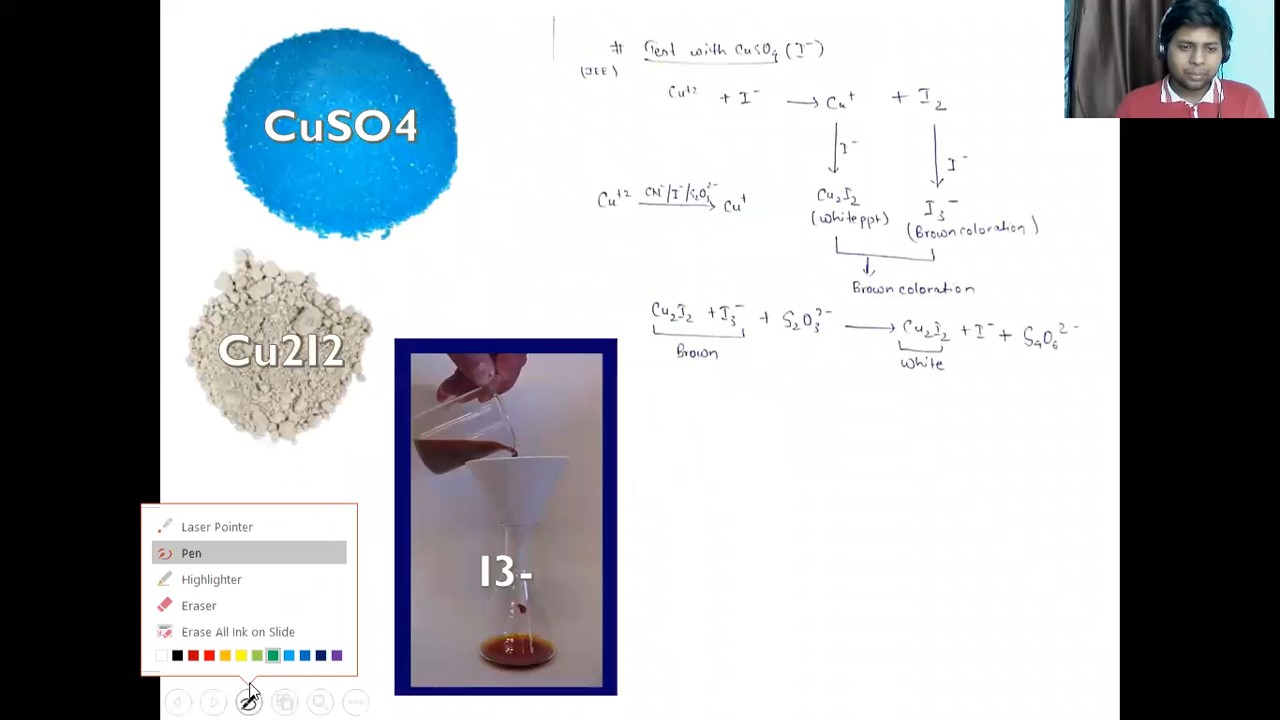 CuSO4
Cu2I2
I3-
# Test with CuSO4 (I⁻)
(JEE)
Cu⁺² + I⁻ ⟶ Cu⁺ + I₂
↓I⁻ ↓I⁻
Cu⁺² CN⁻/I⁻/S₂O₃²⁻ ⟶ Cu⁺
Cu₂I₂ I₃⁻
(white ppt) (Brown coloration)
↓
Brown coloration
Cu₂I₂ + I₃⁻ + S₂O₃²⁻ ⟶ Cu₂I₂ + I⁻ + S₄O₆²⁻
Brown white
Laser Pointer
Pen
Highlighter
Eraser
Erase All Ink on Slide